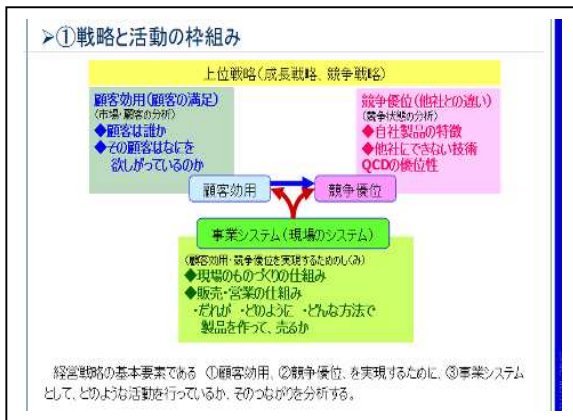 ➢①戦略と活動の枠組み
上位戦略(成長戦略、競争戦略)
顧客効用(顧客の満足)
(市場・顧客の分析)
◆顧客は誰か
◆その顧客はなにを
欲しがっているのか
競争優位(他社との違い)
(競争状態の分析)
◆自社製品の特徴
◆他社にできない技術
QCDの優位性
顧客効用
競争優位
事業システム(現場のシステム)
(顧客効用・競争優位を実現するためのしくみ)
◆現場のものづくりの仕組み
◆販売・営業の仕組み
・だれが ・どのように ・どんな方法で
製品を作って、売るか
経営戦略の基本要素である ①顧客効用、②競争優位、を実現するために、③事業システム
として、どのような活動を行っているか、そのつながりを分析する。